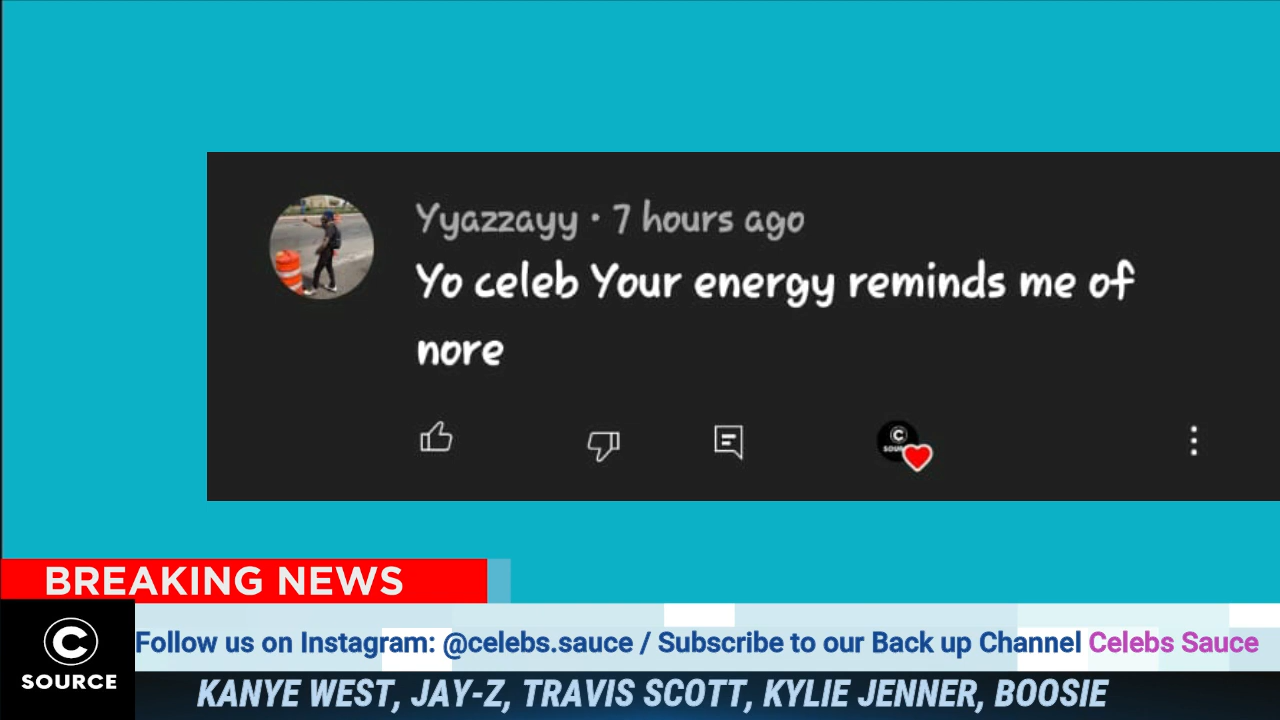 Yyazzayy • 7 hours ago
Yo celeb Your energy reminds me of
nore
BREAKING NEWS
C
SOURCE
Follow us on Instagram: @celebs.sauce / Subscribe to our Back up Channel Celebs Sauce
KANYE WEST, JAY-Z, TRAVIS SCOTT, KYLIE JENNER, BOOSIE